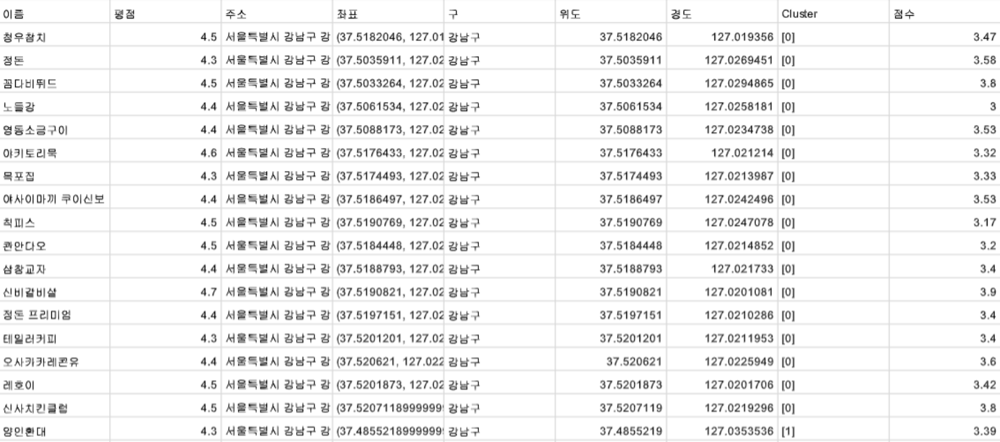 이름 평점 주소 좌표 구 위도 경도 Cluster 점수
청우참치 4.5 서울특별시 강남구 강 (37.5182046, 127.01 강남구 37.5182046 127.019356 [0] 3.47
정돈 4.3 서울특별시 강남구 강 (37.5035911, 127.02 강남구 37.5035911 127.0269451 [0] 3.58
꼼다비뛰드 4.5 서울특별시 강남구 강 (37.5033264, 127.02 강남구 37.5033264 127.0294865 [0] 3.8
노들강 4.4 서울특별시 강남구 강 (37.5061534, 127.02 강남구 37.5061534 127.0258181 [0] 3
영동소금구이 4.4 서울특별시 강남구 강 (37.5088173, 127.02 강남구 37.5088173 127.0234738 [0] 3.53
야키토리묵 4.6 서울특별시 강남구 강 (37.5176433, 127.02 강남구 37.5176433 127.021214 [0] 3.32
목포집 4.3 서울특별시 강남구 강 (37.5174493, 127.02 강남구 37.5174493 127.0213987 [0] 3.33
야사이마끼 쿠이신보 4.4 서울특별시 강남구 강 (37.5186497, 127.02 강남구 37.5186497 127.0242496 [0] 3.53
칙피스 4.5 서울특별시 강남구 강 (37.5190769, 127.02 강남구 37.5190769 127.0247078 [0] 3.17
콴안다오 4.5 서울특별시 강남구 강 (37.5184448, 127.02 강남구 37.5184448 127.0214852 [0] 3.2
삼창교자 4.4 서울특별시 강남구 강 (37.5188793, 127.02 강남구 37.5188793 127.021733 [0] 3.4
신비갈비살 4.7 서울특별시 강남구 강 (37.5190821, 127.02 강남구 37.5190821 127.0201081 [0] 3.9
정돈 프리미엄 4.4 서울특별시 강남구 강 (37.5197151, 127.02 강남구 37.5197151 127.0210286 [0] 3.4
테일러커피 4.3 서울특별시 강남구 강 (37.5201201, 127.02 강남구 37.5201201 127.0211953 [0] 3.4
오사카카레콘유 4.4 서울특별시 강남구 강 (37.520621, 127.022 강남구 37.520621 127.0225949 [0] 3.6
레호이 4.5 서울특별시 강남구 강 (37.5201873, 127.02 강남구 37.5201873 127.0201706 [0] 3.42
신사치킨클럽 4.5 서울특별시 강남구 강 (37.52071189999999 강남구 37.5207119 127.0219296 [0] 3.8
양인환대 4.3 서울특별시 강남구 강 (37.48552189999999 강남구 37.4855219 127.0353536 [1] 3.39